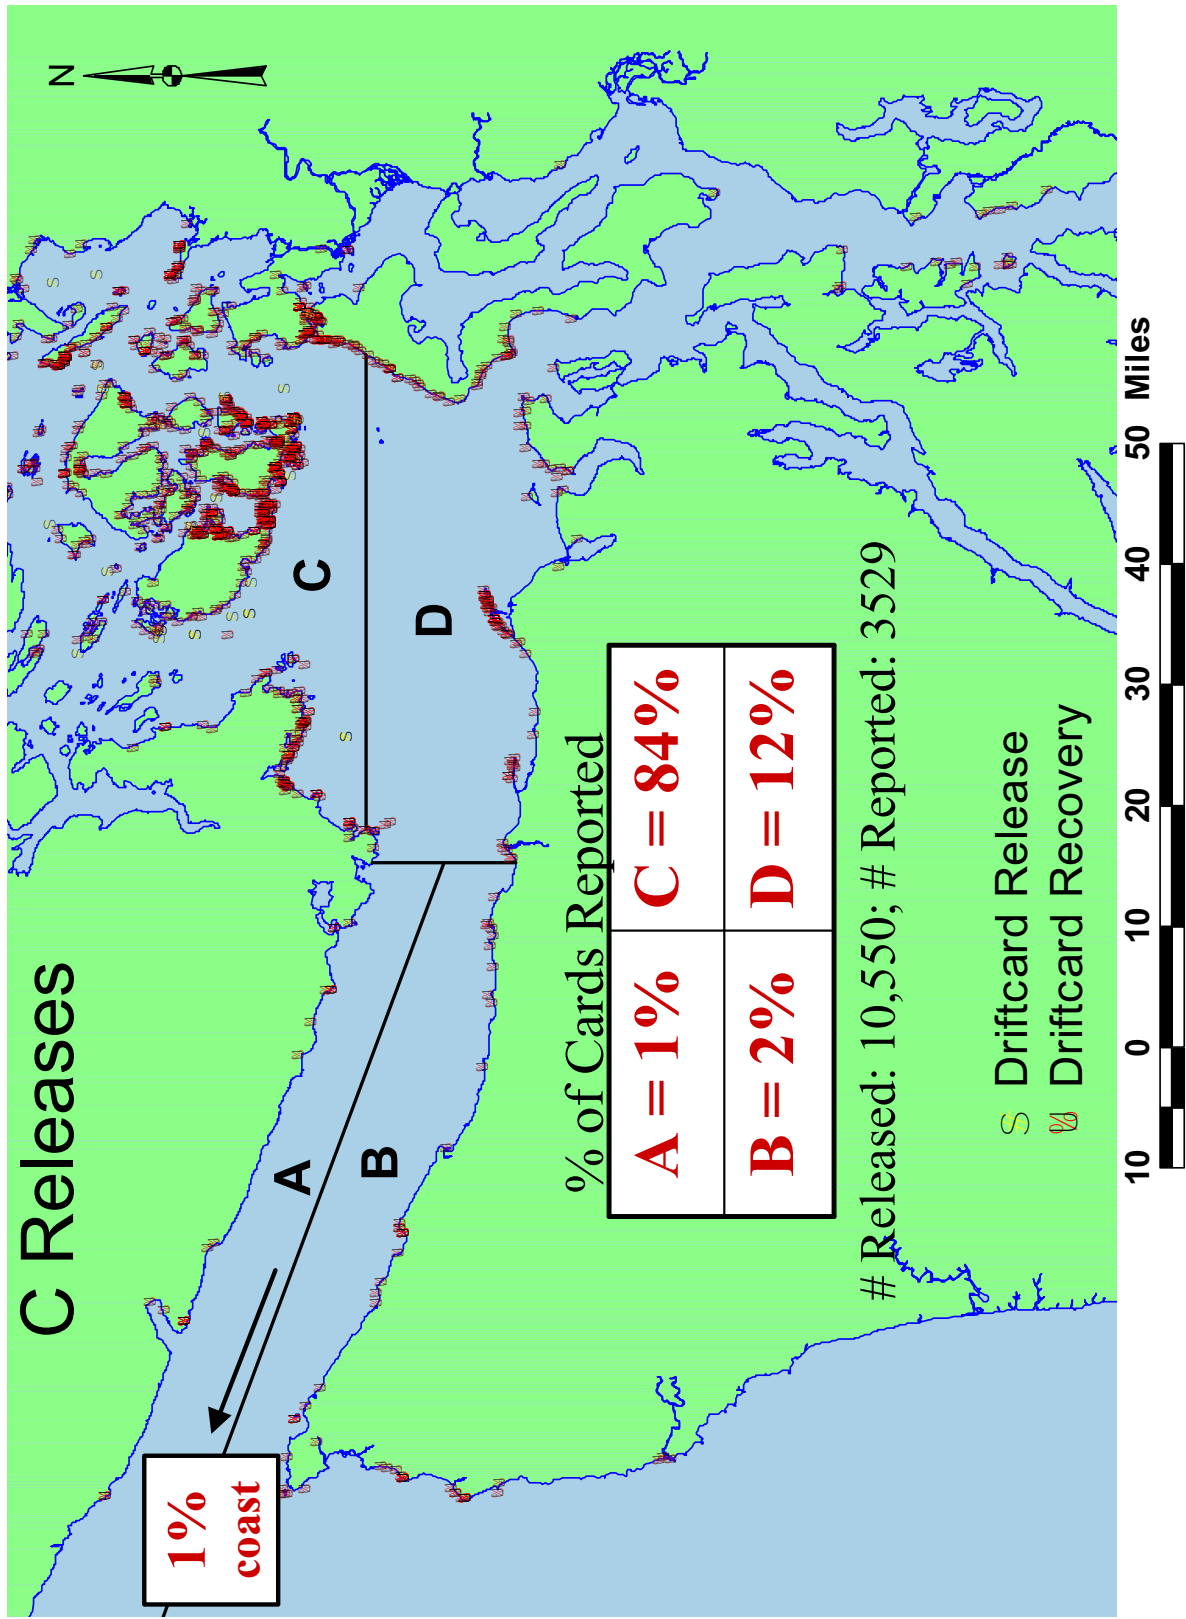 C Releases
N
A
B
C
D
1%
coast
% of Cards Reported
A = 1% C = 84%
B = 2% D = 12%
# Released: 10,550; # Reported: 3529
S Driftcard Release
% Driftcard Recovery
10 0 10 20 30 40 50 Miles